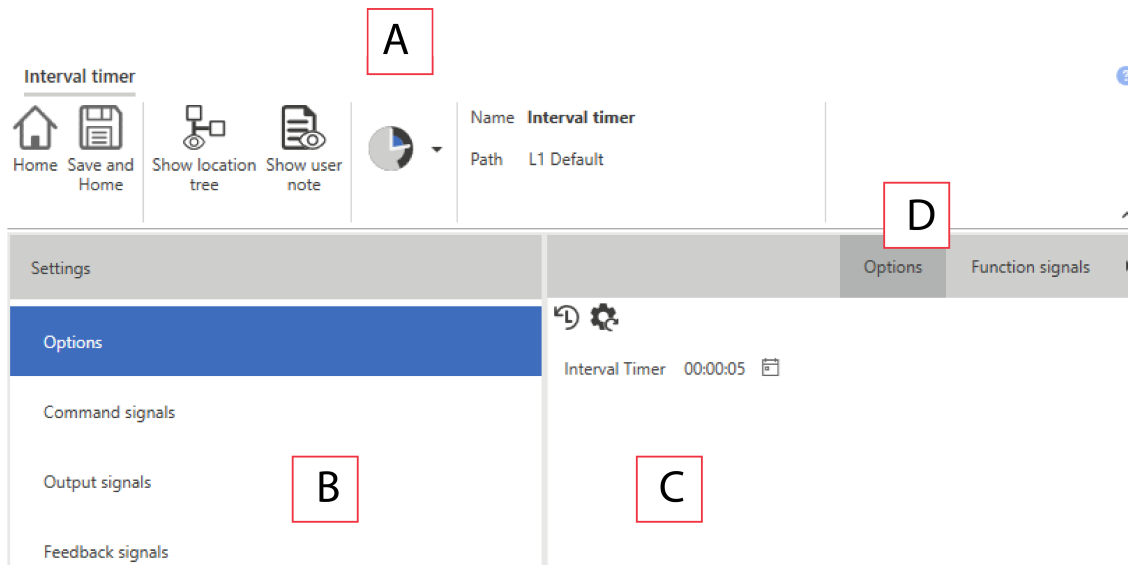 A
Interval timer
?
Home
Save and
Home
Show location
tree
Show user
note
Name Interval timer
Path L1 Default
D
Settings
Options
Function signals
Options
Interval Timer 00:00:05
Command signals
Output signals
B
C
Feedback signals